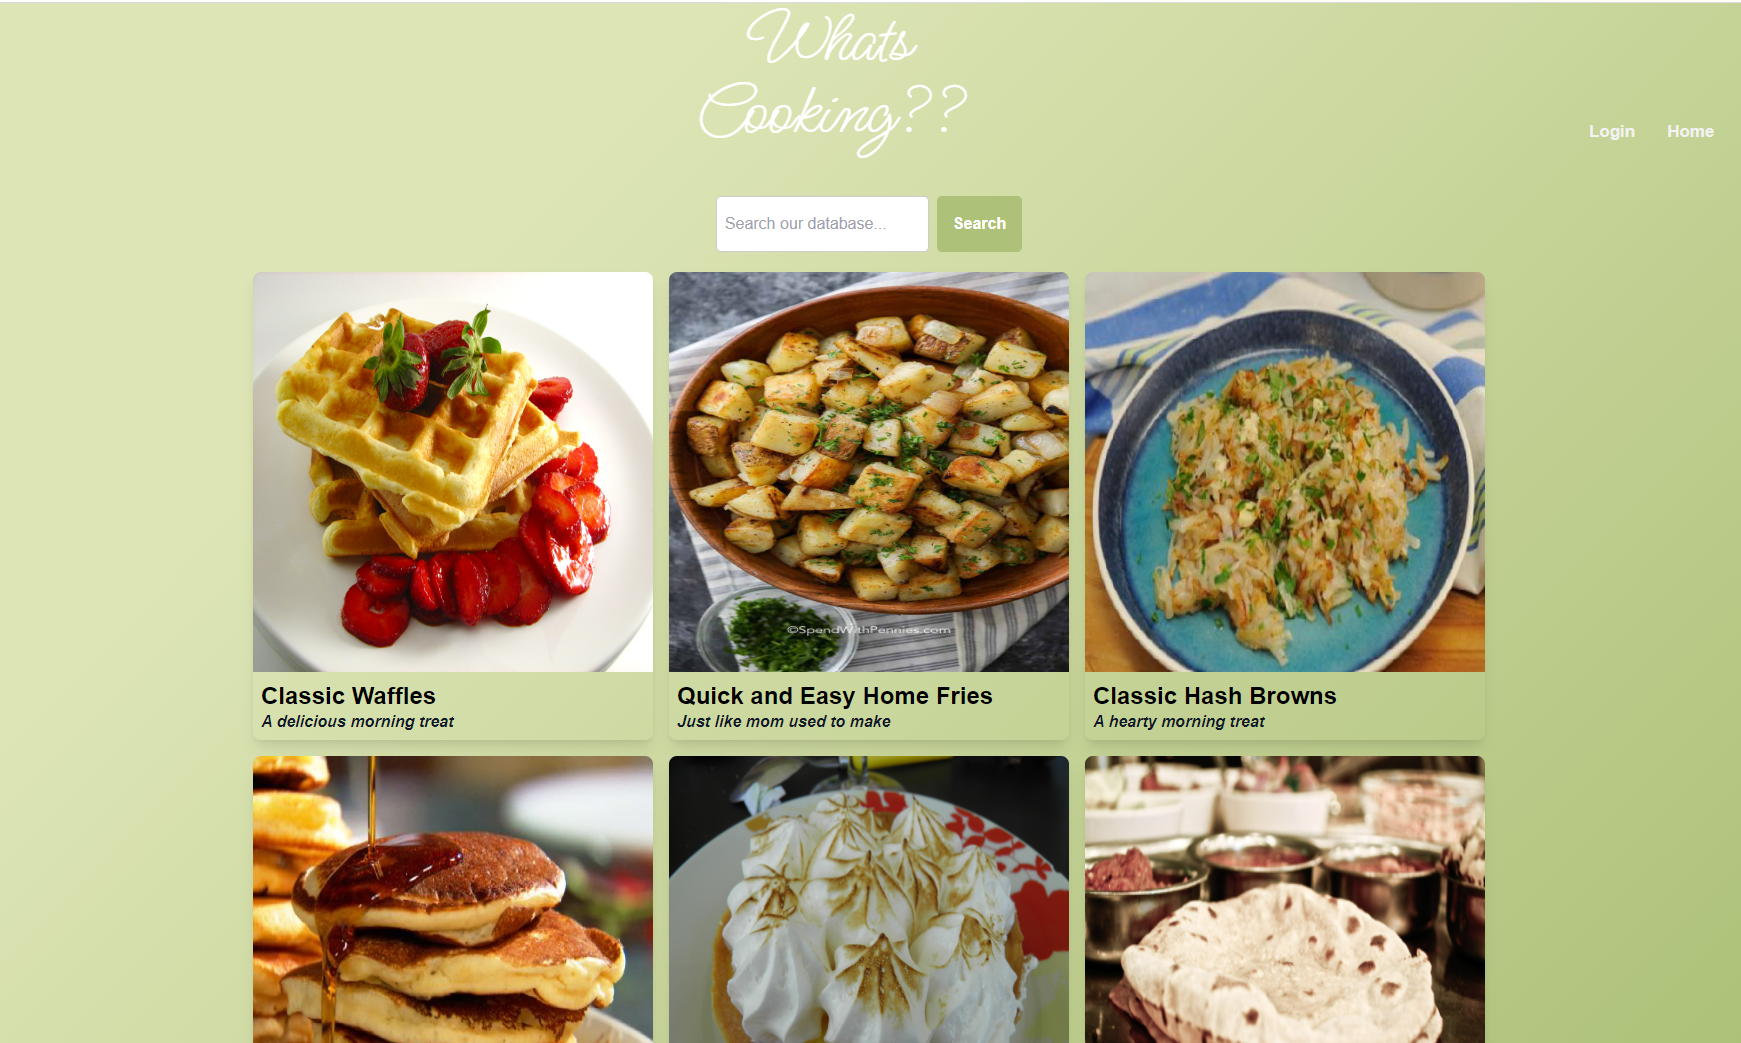 Whats
Cooking??
Login Home
Search our database... Search
©SpendWithPennies.com
Classic Waffles
A delicious morning treat
Quick and Easy Home Fries
Just like mom used to make
Classic Hash Browns
A hearty morning treat